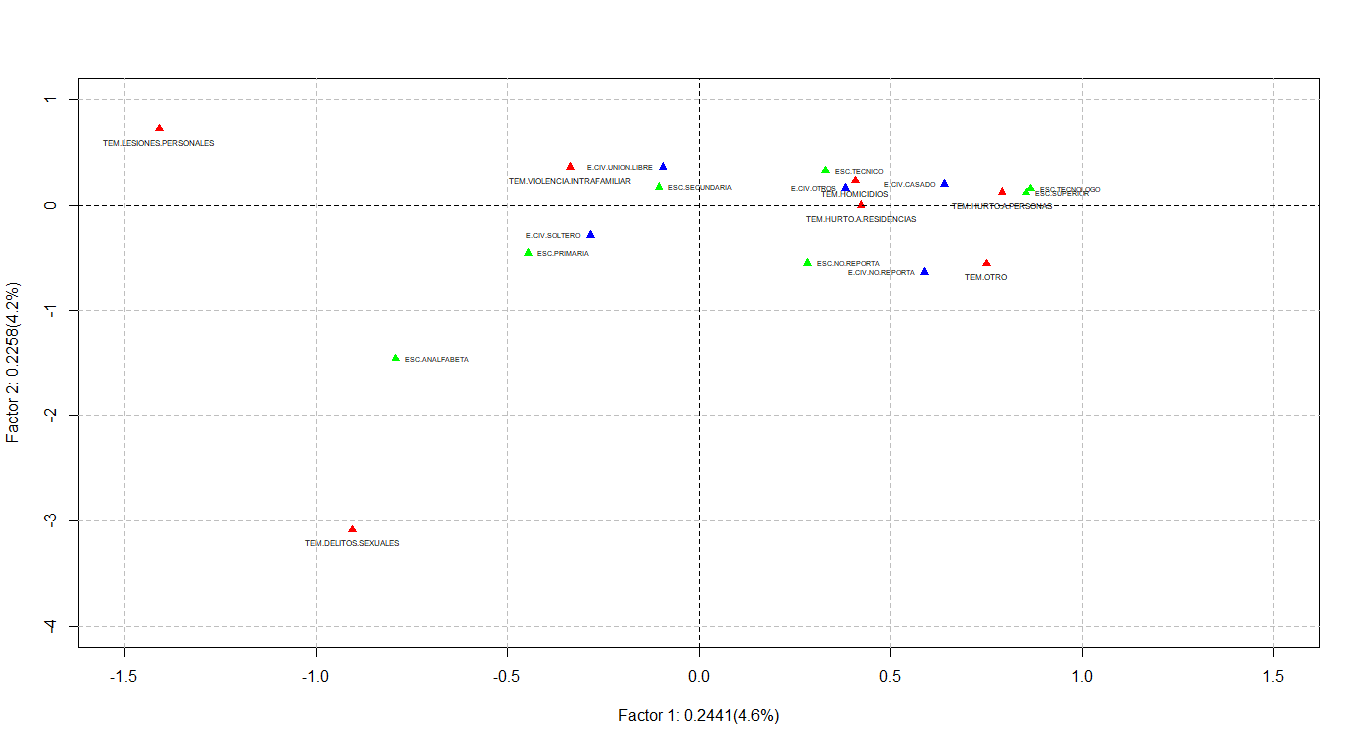 1
TEM.LESIONES.PERSONALES
E.CIV.UNION.LIBRE
TEM.VIOLENCIA.INTRAFAMILIAR
ESC.SECUNDARIA
ESC.TECNICO
E.CIV.OTROS
E.CIV.CASADO
TEM.HOMICIDIOS
ESC.TECNOLOGO
ESC.SUPERIOR
TEM.HURTO.A.PERSONAS
0
TEM.HURTO.A.RESIDENCIAS
E.CIV.SOLTERO
ESC.PRIMARIA
ESC.NO.REPORTA
E.CIV.NO.REPORTA
TEM.OTRO
-1
ESC.ANALFABETA
-2
-3
TEM.DELITOS.SEXUALES
-4
Factor 2: 0.2258(4.2%)
-1.5 -1.0 -0.5 0.0 0.5 1.0 1.5
Factor 1: 0.2441(4.6%)